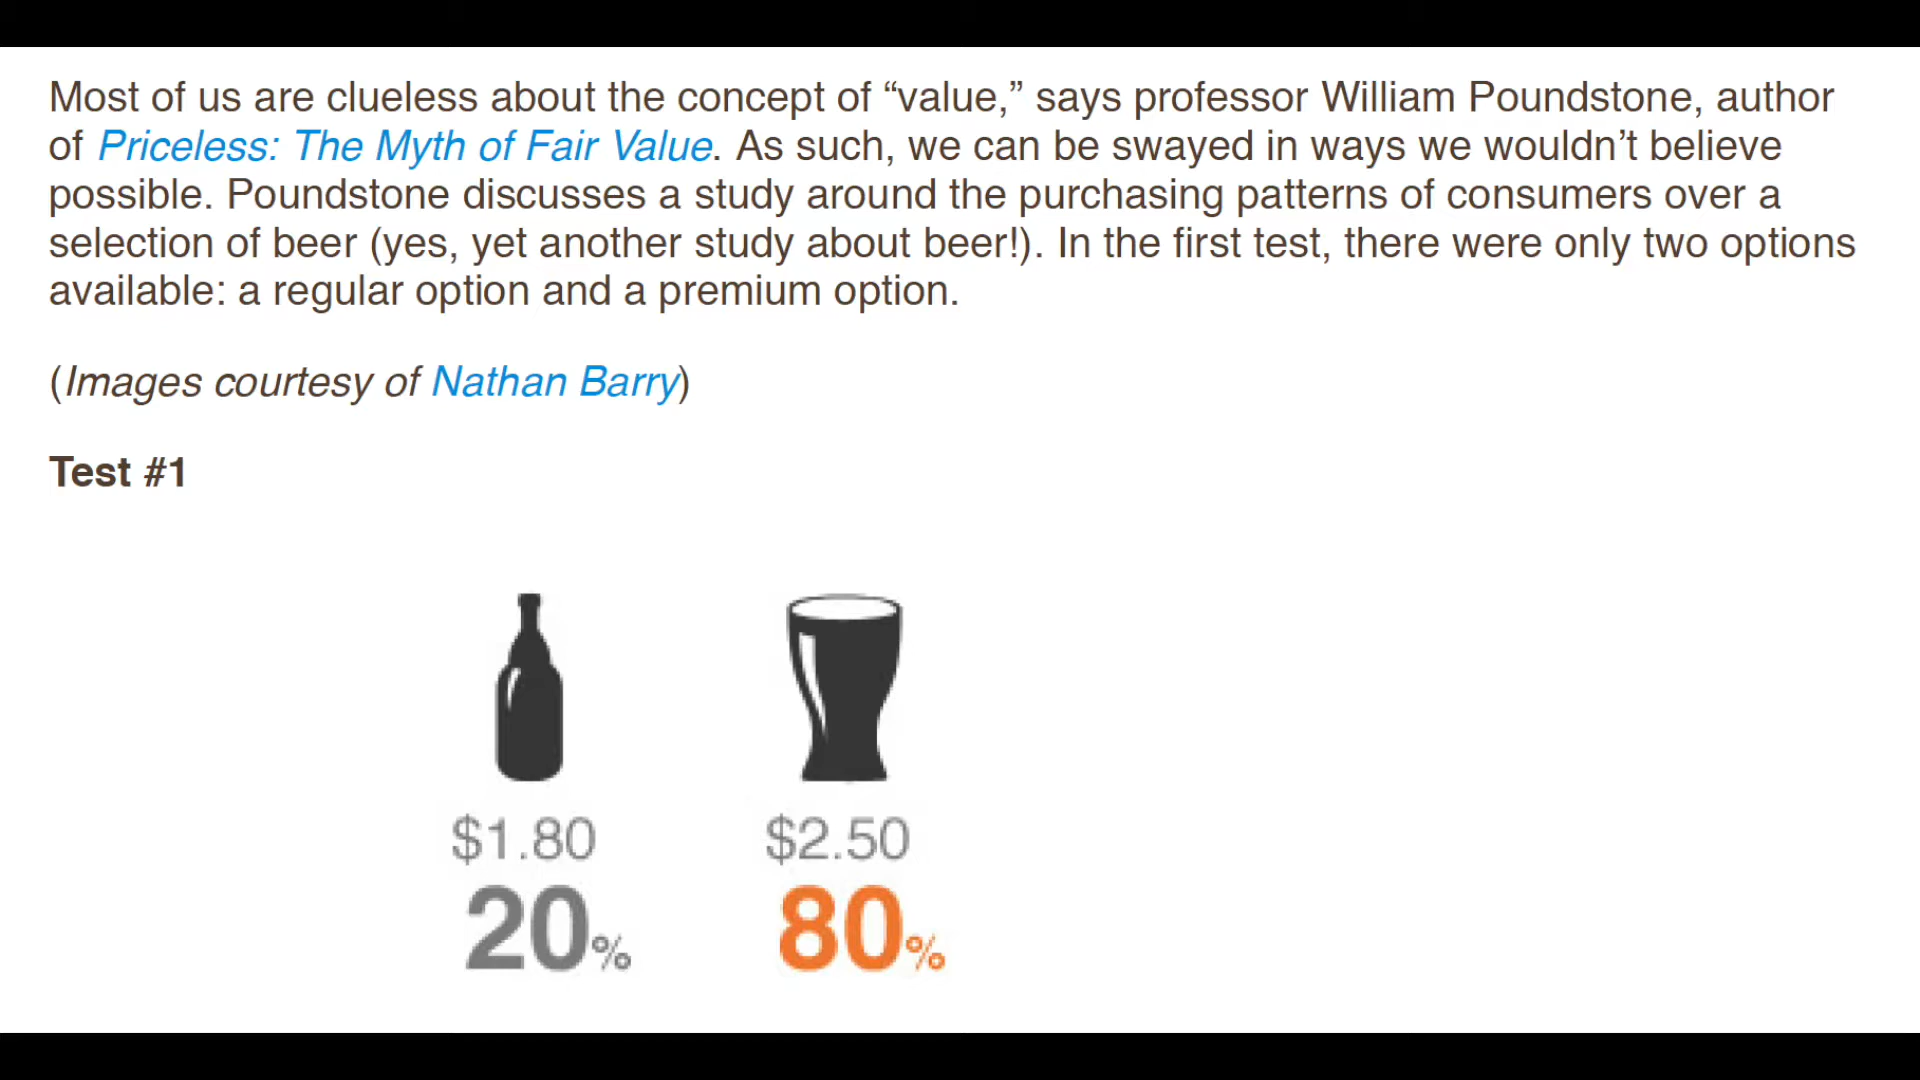 Most of us are clueless about the concept of “value,” says professor William Poundstone, author
of Priceless: The Myth of Fair Value. As such, we can be swayed in ways we wouldn’t believe
possible. Poundstone discusses a study around the purchasing patterns of consumers over a
selection of beer (yes, yet another study about beer!). In the first test, there were only two options
available: a regular option and a premium option.
(Images courtesy of Nathan Barry)
Test #1
$1.80 $2.50
20% 80%